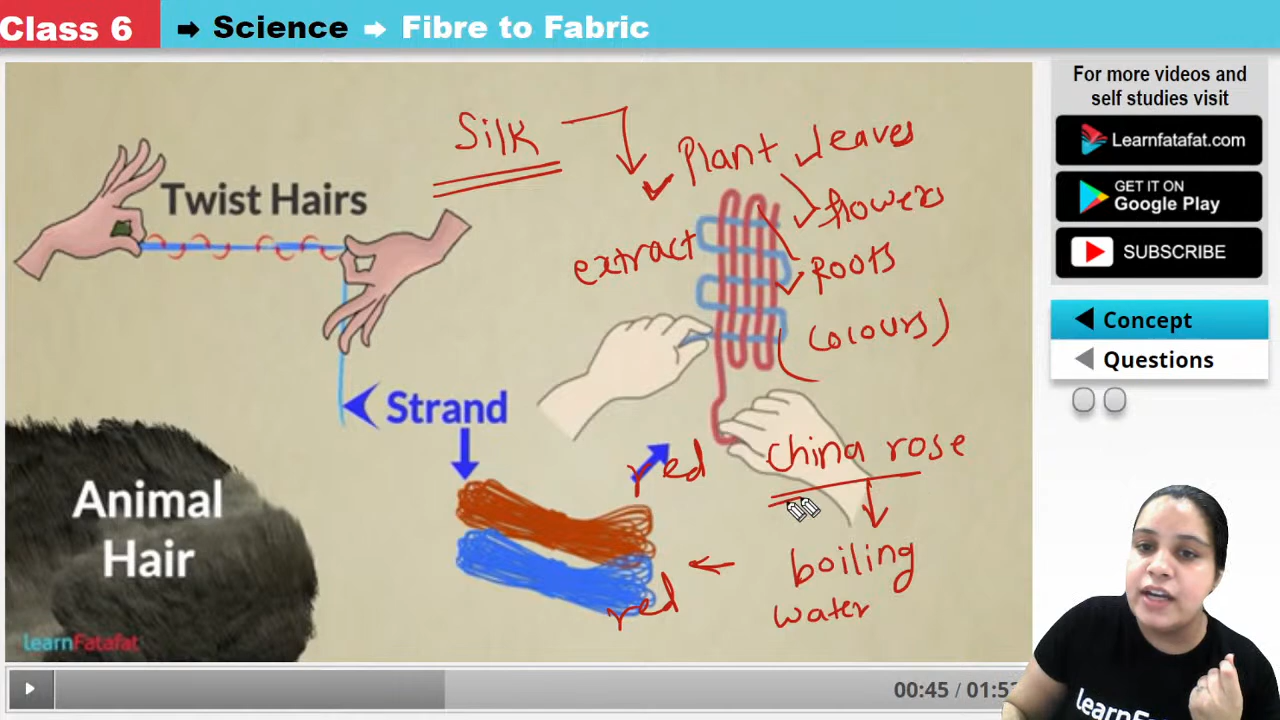 Class 6
➡ Science ➡ Fibre to Fabric
For more videos and
self studies visit
Learnfatafat.com
GET IT ON
Google Play
SUBSCRIBE
Concept
Questions
Silk
Plant leaves
flowers
Roots
(colours)
extract
Twist Hairs
Strand
red
china rose
boiling
water
red
Animal
Hair
learnFatafat
00:45 /
learn